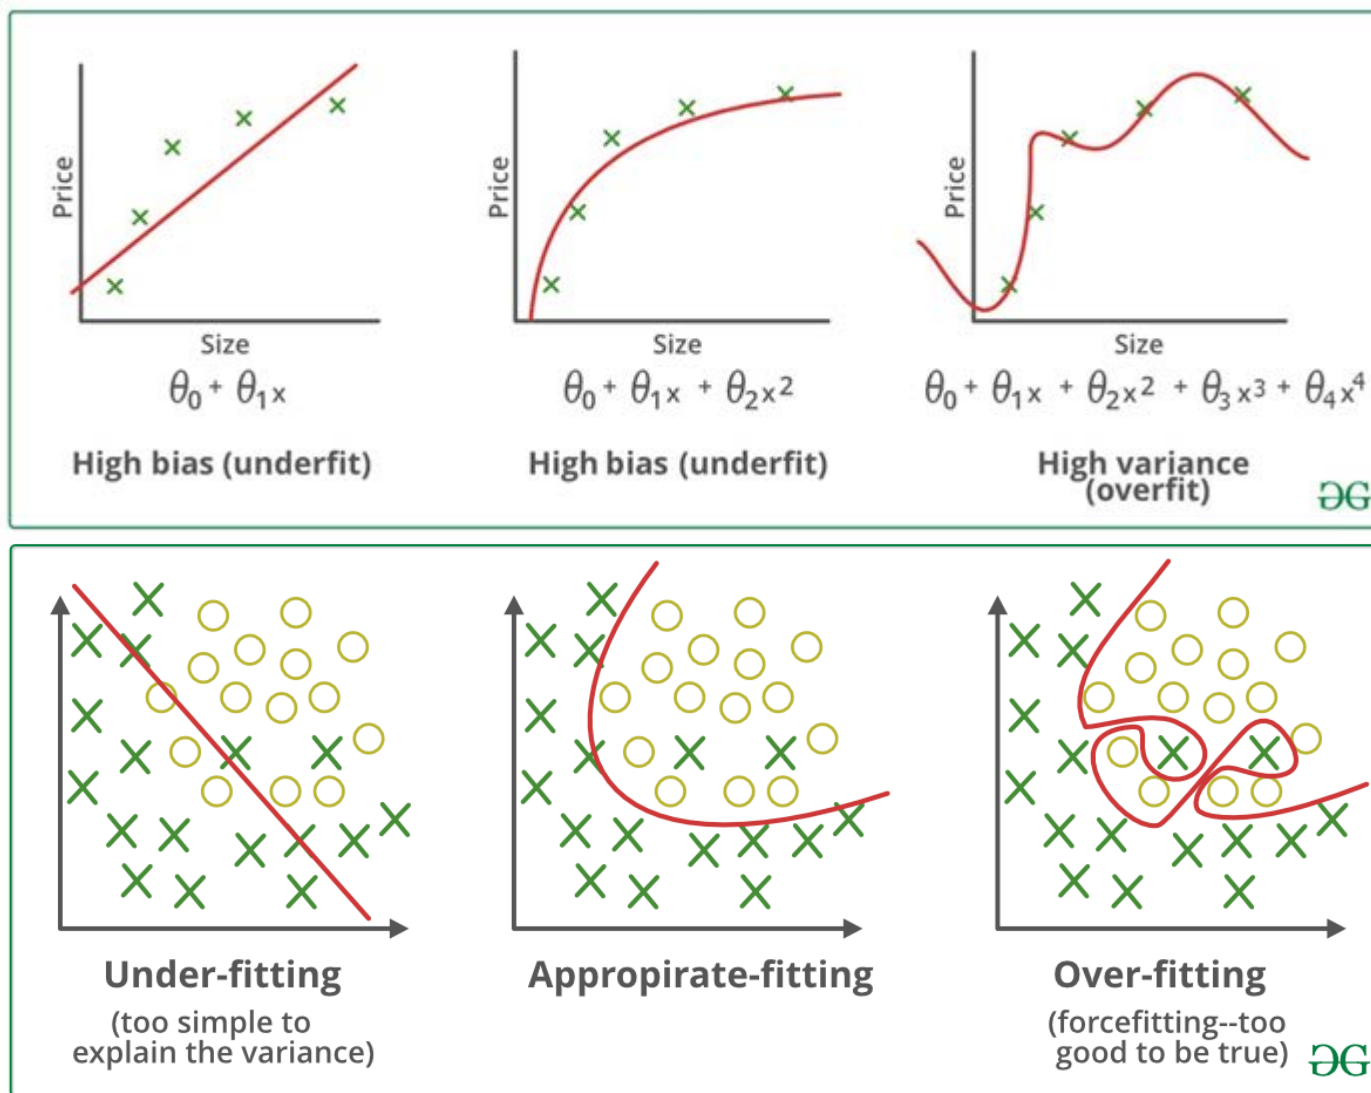 Price
Size
θ₀ + θ₁x
High bias (underfit)
Price
Size
θ₀ + θ₁x + θ₂x²
High bias (underfit)
Price
Size
θ₀ + θ₁x + θ₂x² + θ₃x³ + θ₄x⁴
High variance
(overfit)
Under-fitting
(too simple to
explain the variance)
Appropirate-fitting
Over-fitting
(forcefitting--too
good to be true)